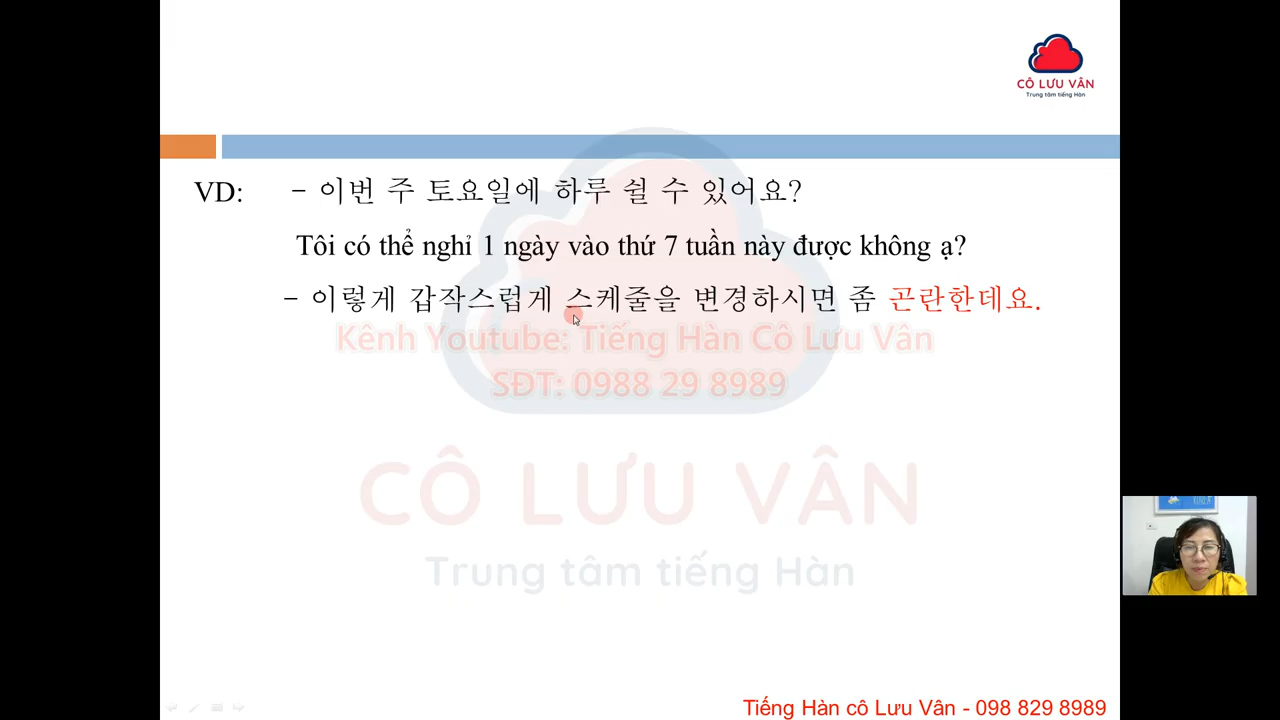 CÔ LƯU VÂN
Trung tâm tiếng Hàn
VD: - 이번 주 토요일에 하루 쉴 수 있어요?
Tôi có thể nghỉ 1 ngày vào thứ 7 tuần này được không ạ?
- 이렇게 갑작스럽게 스케줄을 변경하시면 좀 곤란한데요.
Kênh Youtube: Tiếng Hàn Cô Lưu Vân
SĐT: 0988 29 8989
CÔ LƯU VÂN
Trung tâm tiếng Hàn
Tiếng Hàn cô Lưu Vân - 098 829 8989